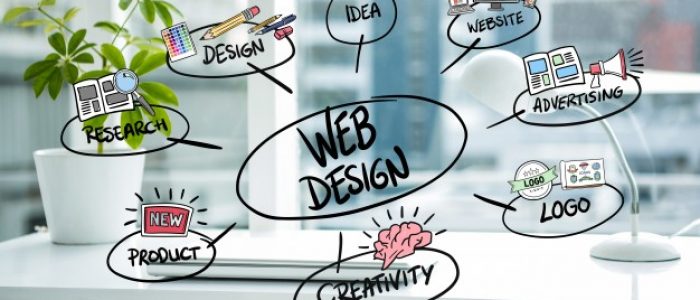 IDEA
DESIGN
WEBSITE
RESEARCH
ADVERTISING
WEB
DESIGN
LOGO
LOGO
NEW
PRODUCT
CREATIVITY